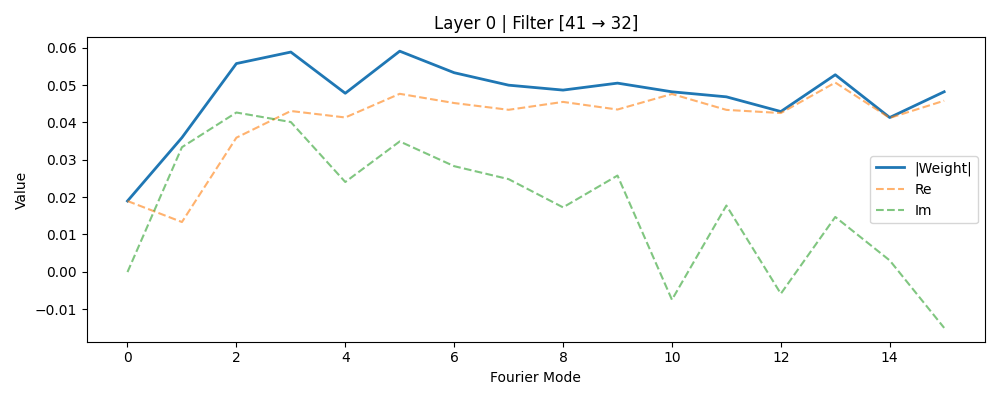 Layer 0 | Filter [41 → 32]
0.06
0.05
0.04
0.03
0.02
0.01
0.00
−0.01
Value
|Weight|
Re
Im
0 2 4 6 8 10 12 14
Fourier Mode